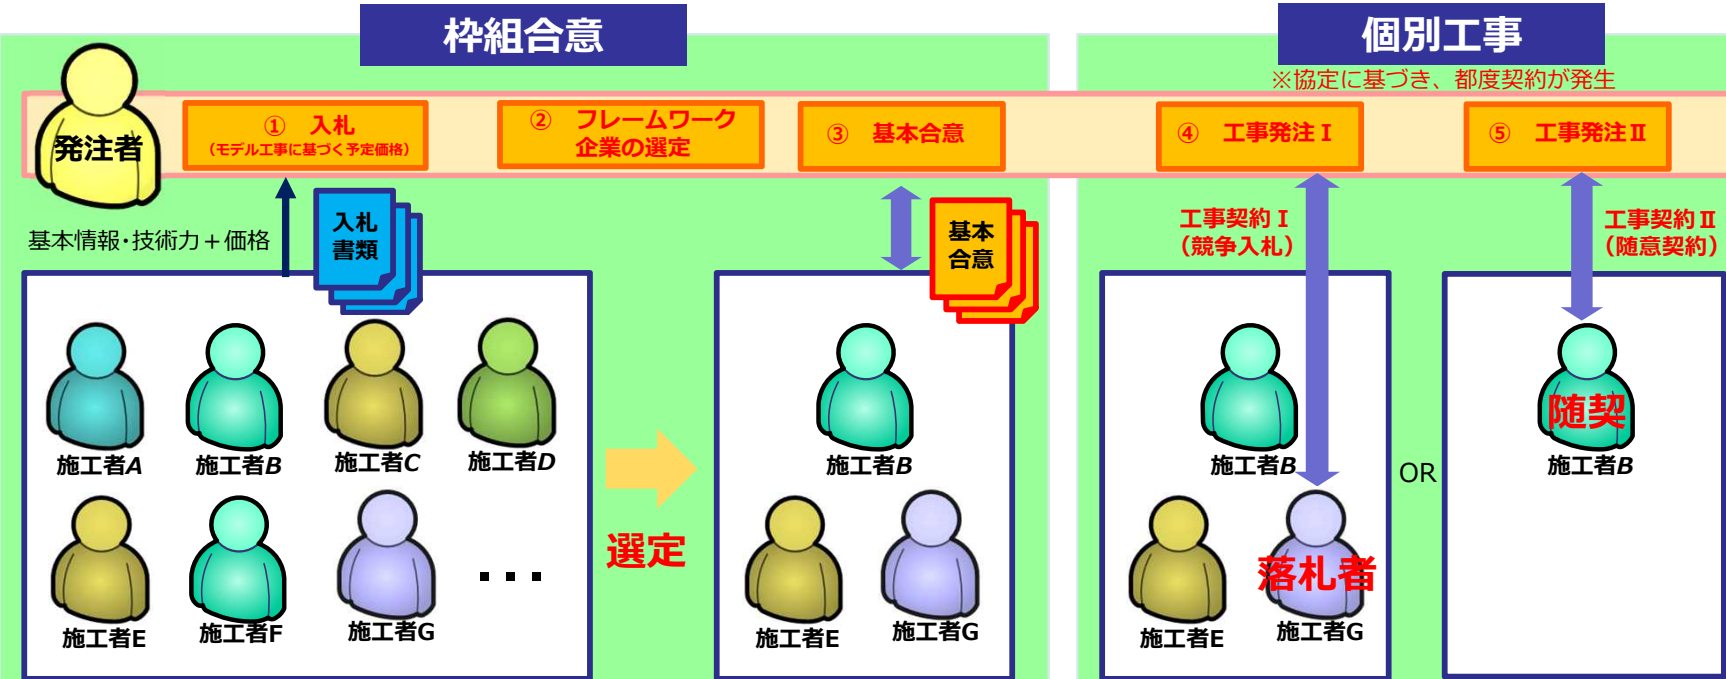 枠組合意
個別工事
※協定に基づき、都度契約が発生
発注者
① 入札
(モデル工事に基づく予定価格)
② フレームワーク
企業の選定
③ 基本合意
④ 工事発注Ⅰ
⑤ 工事発注Ⅱ
基本情報・技術力+価格
入札
書類
基本
合意
工事契約Ⅰ
(競争入札)
工事契約Ⅱ
(随意契約)
施工者A
施工者B
施工者C
施工者D
施工者E
施工者F
施工者G
・・・
選定
施工者B
施工者E
施工者G
施工者B
施工者E
落札者
施工者G
OR
随契
施工者B